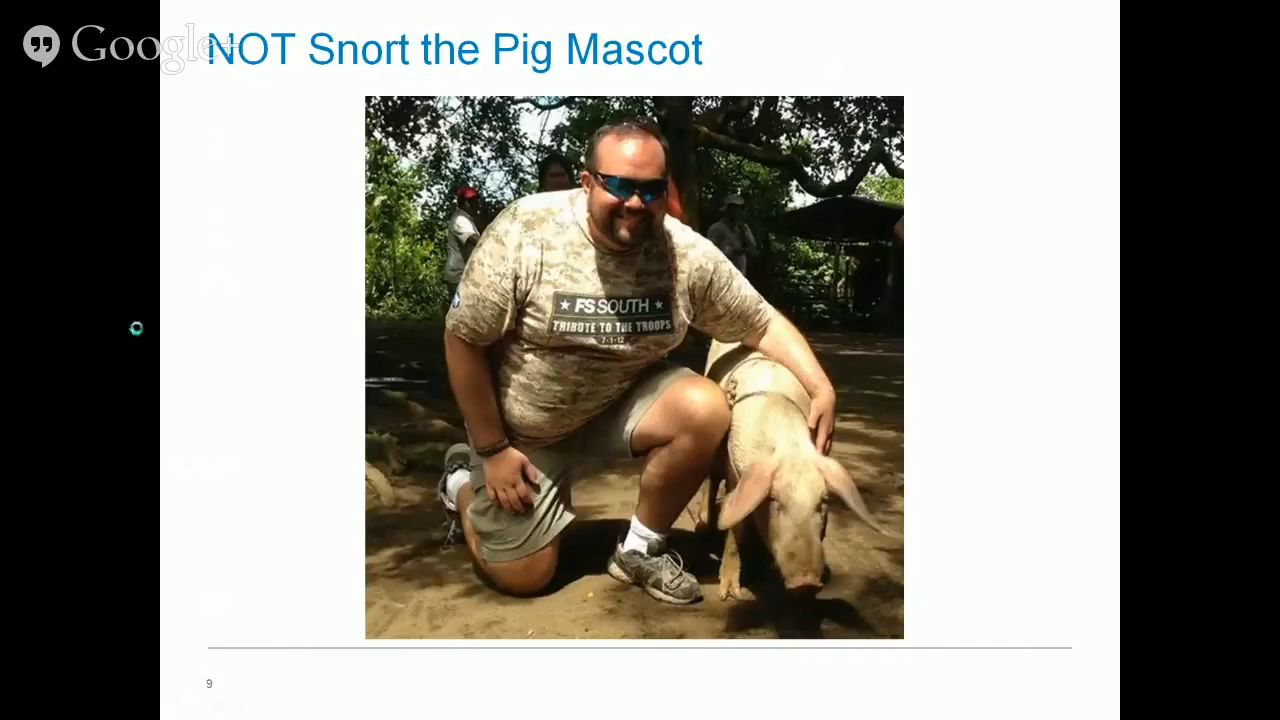 Google+
NOT Snort the Pig Mascot
★ FS SOUTH ★
TRIBUTE TO THE TROOPS
7-1-12
9